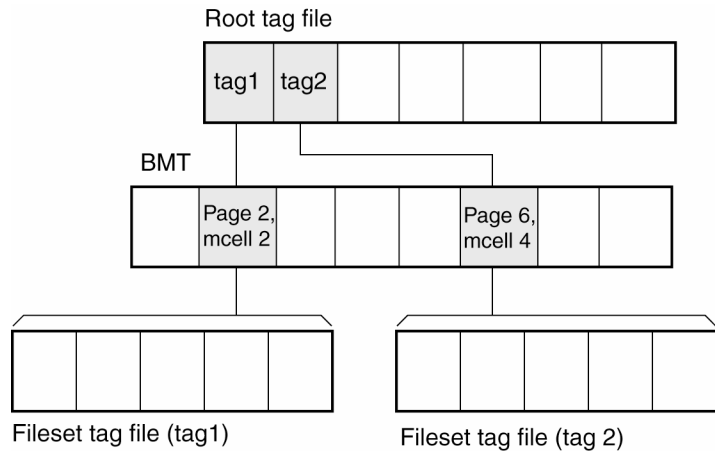 Root tag file
tag1 tag2
BMT
Page 2, Page 6,
mcell 2 mcell 4
Fileset tag file (tag1) Fileset tag file (tag 2)